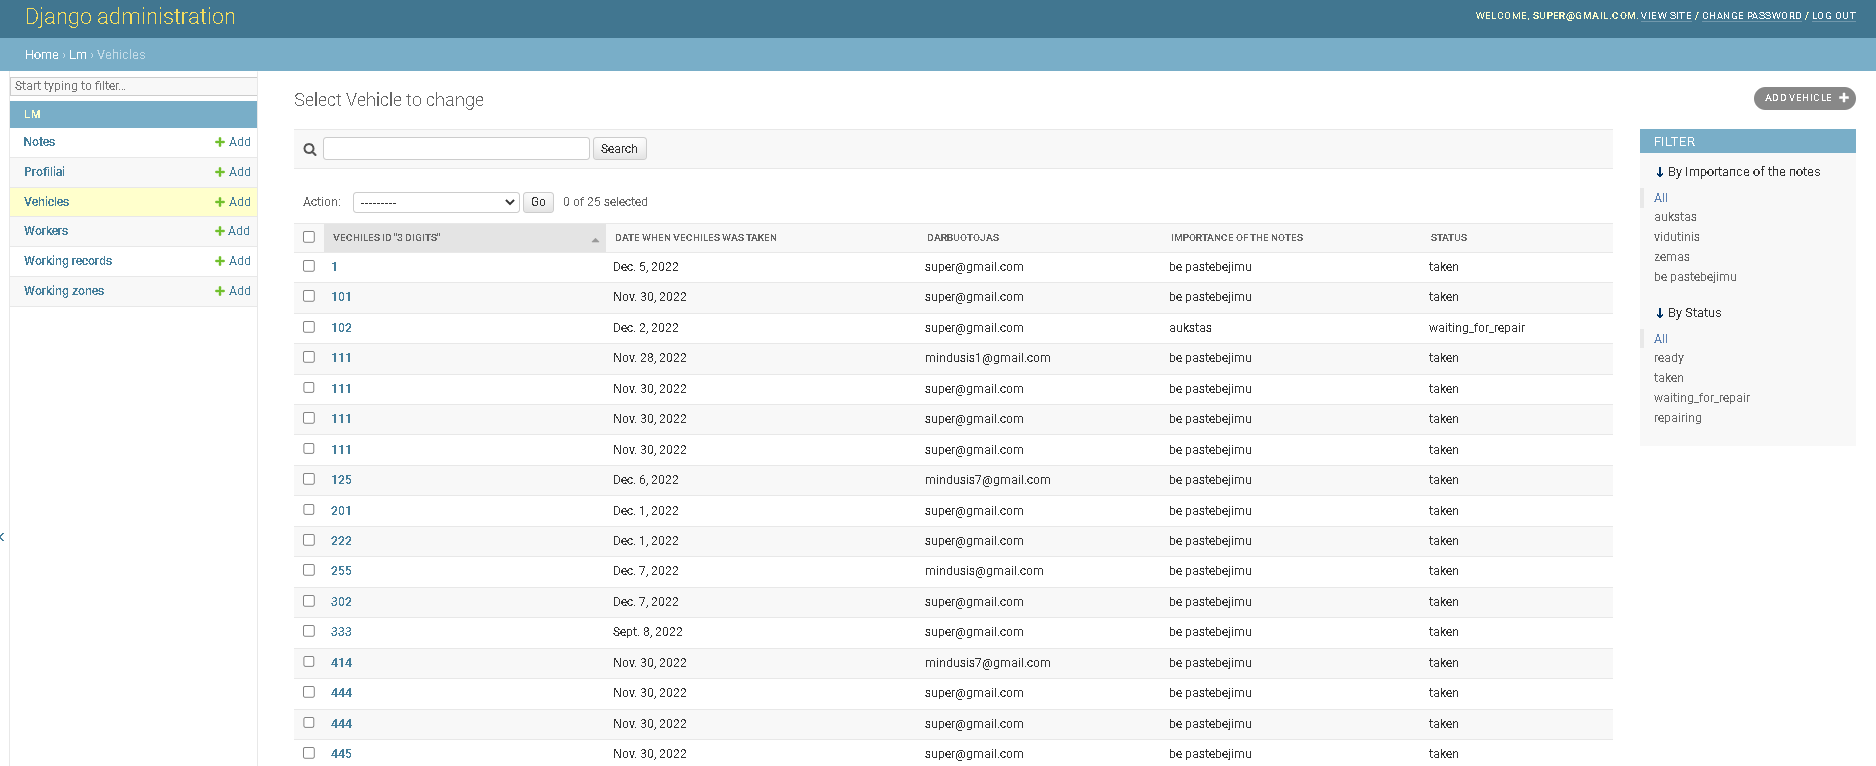 Django administration
WELCOME, SUPER@GMAIL.COM. VIEW SITE / CHANGE PASSWORD / LOG OUT
Home › Lm › Vehicles
Start typing to filter...
LM
Notes + Add
Profiliai + Add
Vehicles + Add
Workers + Add
Working records + Add
Working zones + Add
Select Vehicle to change
ADD VEHICLE +
Search
Action: --------- Go 0 of 25 selected
VECHILES ID "3 DIGITS" DATE WHEN VECHILES WAS TAKEN DARBUOTOJAS IMPORTANCE OF THE NOTES STATUS
1 Dec. 5, 2022 super@gmail.com be pastebejimu taken
101 Nov. 30, 2022 super@gmail.com be pastebejimu taken
102 Dec. 2, 2022 super@gmail.com aukstas waiting_for_repair
111 Nov. 28, 2022 mindusis1@gmail.com be pastebejimu taken
111 Nov. 30, 2022 super@gmail.com be pastebejimu taken
111 Nov. 30, 2022 super@gmail.com be pastebejimu taken
111 Nov. 30, 2022 super@gmail.com be pastebejimu taken
125 Dec. 6, 2022 mindusis7@gmail.com be pastebejimu taken
201 Dec. 1, 2022 super@gmail.com be pastebejimu taken
222 Dec. 1, 2022 super@gmail.com be pastebejimu taken
255 Dec. 7, 2022 mindusis@gmail.com be pastebejimu taken
302 Dec. 7, 2022 super@gmail.com be pastebejimu taken
333 Sept. 8, 2022 super@gmail.com be pastebejimu taken
414 Nov. 30, 2022 mindusis7@gmail.com be pastebejimu taken
444 Nov. 30, 2022 super@gmail.com be pastebejimu taken
444 Nov. 30, 2022 super@gmail.com be pastebejimu taken
445 Nov. 30, 2022 super@gmail.com be pastebejimu taken
FILTER
↓ By Importance of the notes
All
aukstas
vidutinis
zemas
be pastebejimu
↓ By Status
All
ready
taken
waiting_for_repair
repairing